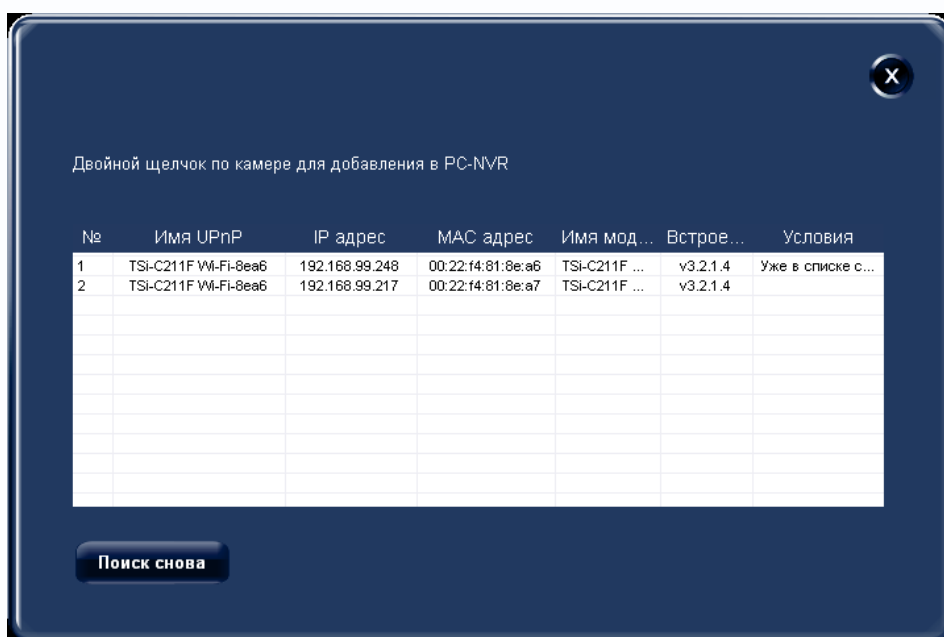 X
Двойной щелчок по камере для добавления в PC-NVR
№ Имя UPnP IP адрес MAC адрес Имя мод... Встрое... Условия
1 TSi-C211F Wi-Fi-8ea6 192.168.99.248 00:22:f4:81:8e:a6 TSi-C211F ... v3.2.1.4 Уже в списке с...
2 TSi-C211F Wi-Fi-8ea6 192.168.99.217 00:22:f4:81:8e:a7 TSi-C211F ... v3.2.1.4
Поиск снова